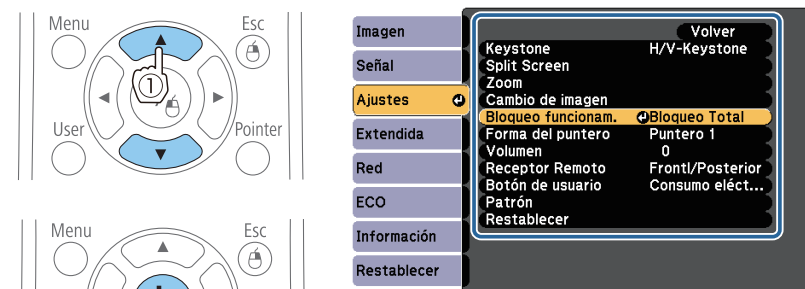 Menu
Esc
①
User
Pointer
Menu
Esc
Imagen
Señal
Ajustes
Extendida
Red
ECO
Información
Restablecer
Volver
Keystone H/V-Keystone
Split Screen
Zoom
Cambio de imagen
Bloqueo funcionam. Bloqueo Total
Forma del puntero Puntero 1
Volumen 0
Receptor Remoto Frontl/Posterior
Botón de usuario Consumo eléct...
Patrón
Restablecer